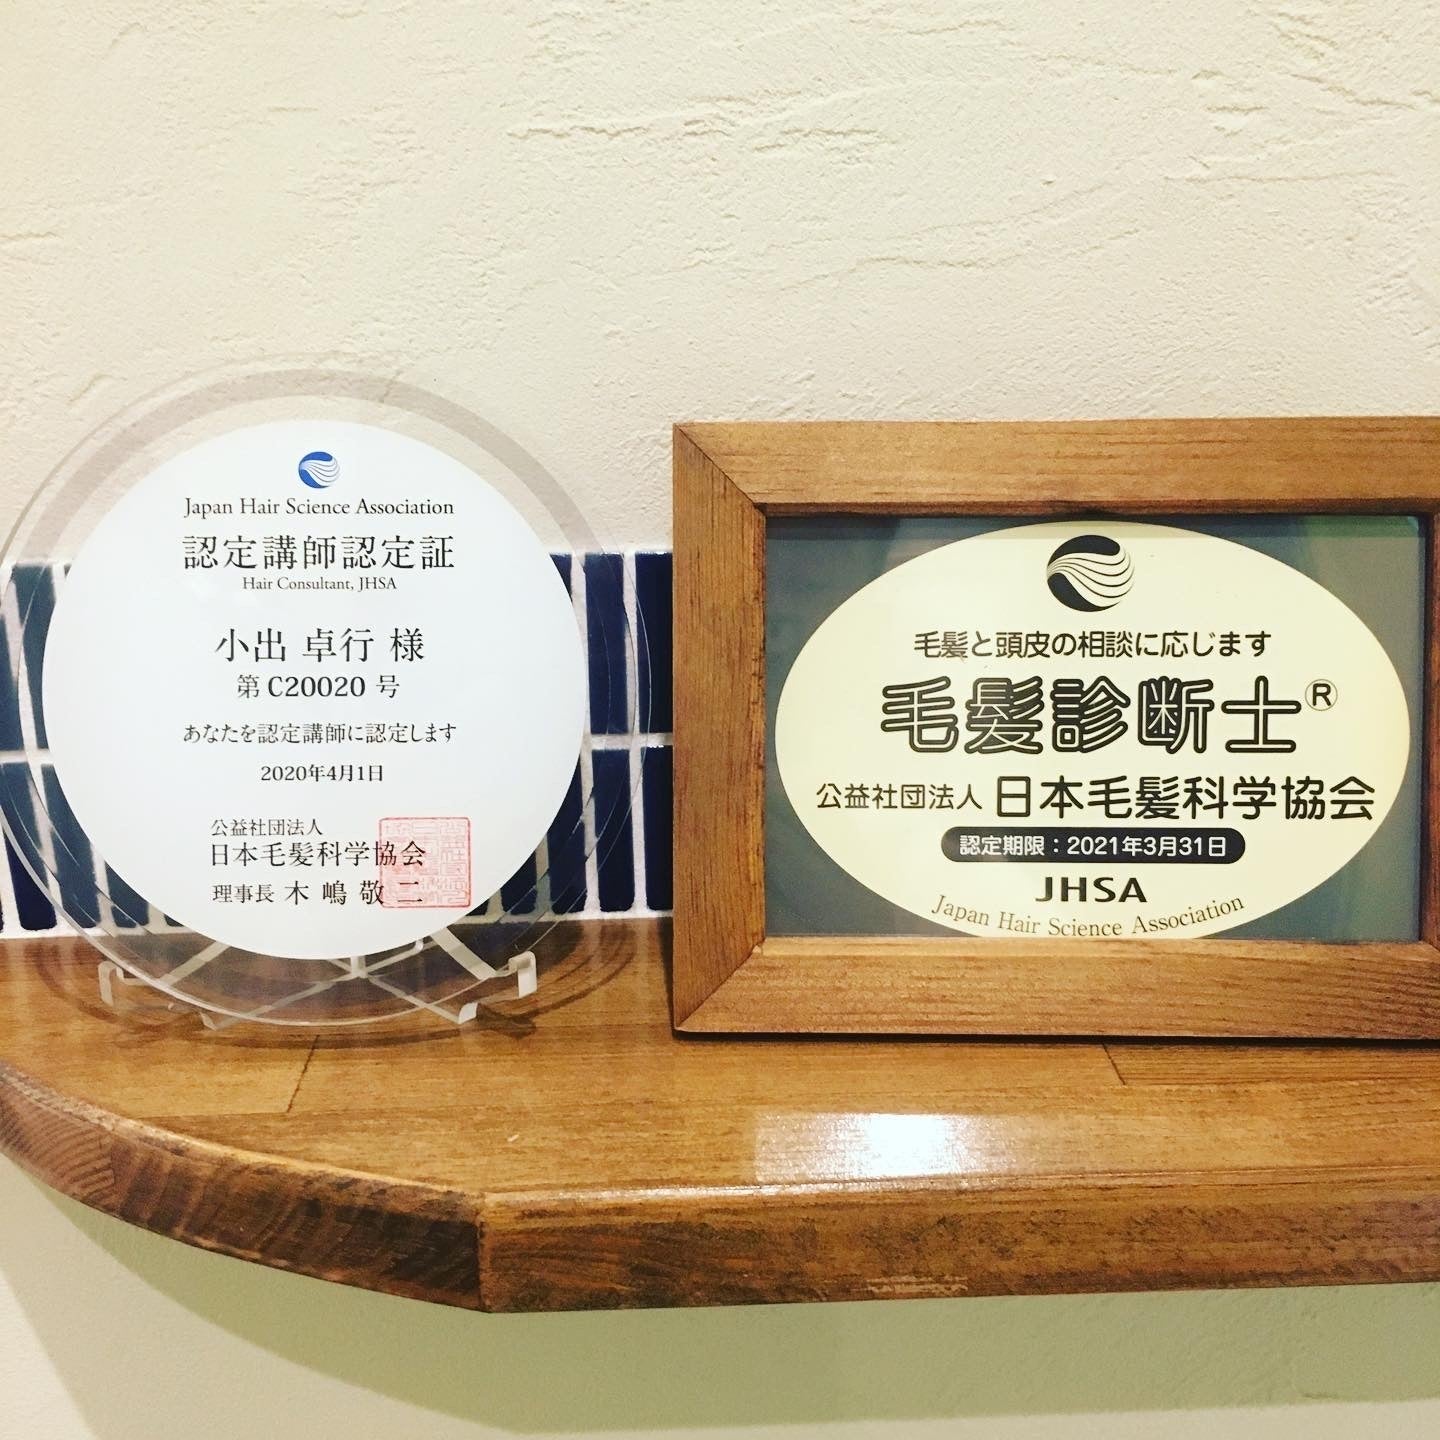 Japan Hair Science Association
認定講師認定証
Hair Consultant, JHSA
小出 卓行 様
第 C20020 号
あなたを認定講師に認定します
2020年4月1日
公益社団法人
日本毛髪科学協会
理事長 木嶋敬二
毛髪と頭皮の相談に応じます
毛髪診断士®
公益社団法人 日本毛髪科学協会
認定期限：2021年3月31日
JHSA
Japan Hair Science Association